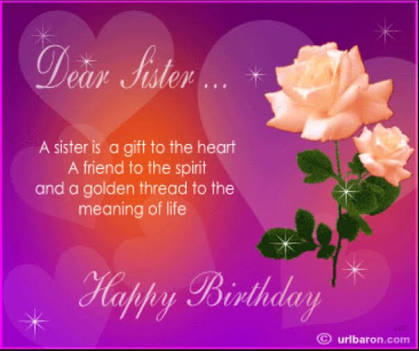 Dear Sister...
A sister is a gift to the heart
A friend to the spirit
and a golden thread to the
meaning of life
Happy Birthday
© urlbaron.com